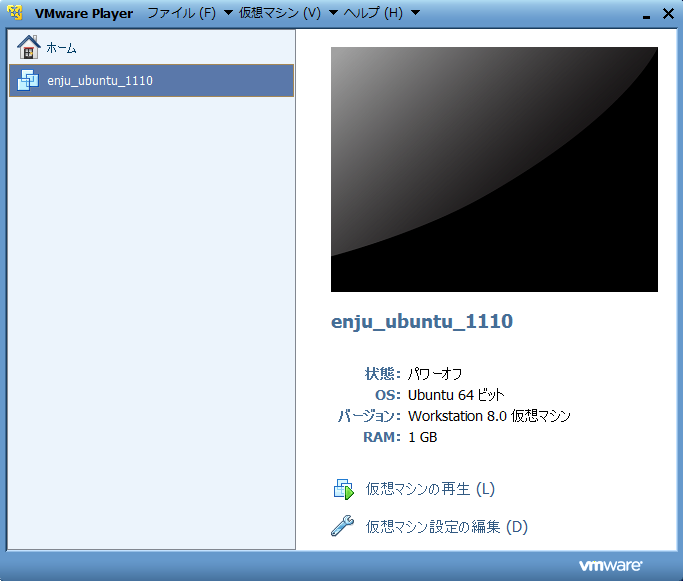 VMware Player ファイル (F) 仮想マシン (V) ヘルプ (H)
ホーム
enju_ubuntu_1110
enju_ubuntu_1110
状態: パワーオフ
OS: Ubuntu 64 ビット
バージョン: Workstation 8.0 仮想マシン
RAM: 1 GB
仮想マシンの再生 (L)
仮想マシン設定の編集 (D)
vmware